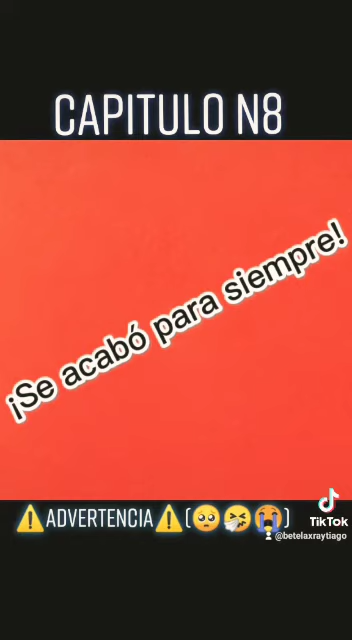 CAPITULO N8
¡Se acabó para siempre!
⚠️ADVERTENCIA⚠️(🥺🤧😭)
TikTok
@betelaxraytiago